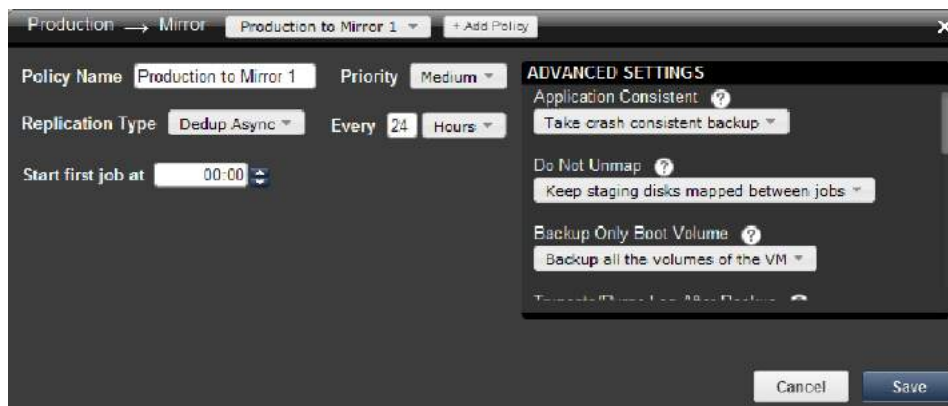 Production → Mirror Production to Mirror 1 + Add Policy
Policy Name Production to Mirror 1 Priority Medium
Replication Type Dedup Async Every 24 Hours
Start first job at 00:00
ADVANCED SETTINGS
Application Consistent ?
Take crash consistent backup
Do Not Unmap ?
Keep staging disks mapped between jobs
Backup Only Boot Volume ?
Backup all the volumes of the VM
Log After Backup
Cancel Save